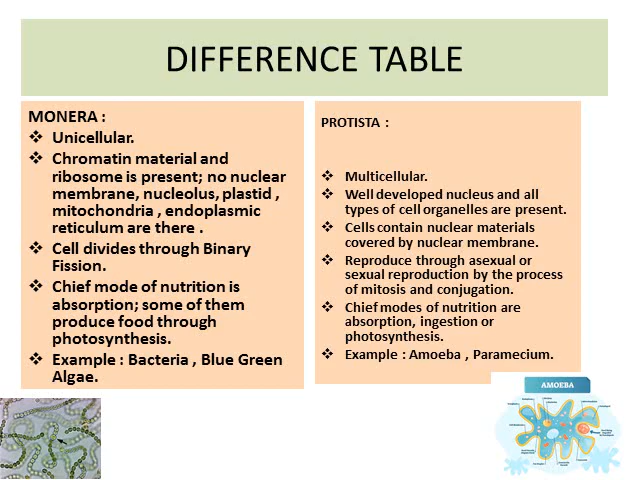 DIFFERENCE TABLE
MONERA :
❖ Unicellular.
❖ Chromatin material and
ribosome is present; no nuclear
membrane, nucleolus, plastid ,
mitochondria , endoplasmic
reticulum are there .
❖ Cell divides through Binary
Fission.
❖ Chief mode of nutrition is
absorption; some of them
produce food through
photosynthesis.
❖ Example : Bacteria , Blue Green
Algae.
PROTISTA :
❖ Multicellular.
❖ Well developed nucleus and all
types of cell organelles are present.
❖ Cells contain nuclear materials
covered by nuclear membrane.
❖ Reproduce through asexual or
sexual reproduction by the process
of mitosis and conjugation.
❖ Chief modes of nutrition are
absorption, ingestion or
photosynthesis.
❖ Example : Amoeba , Paramecium.
AMOEBA